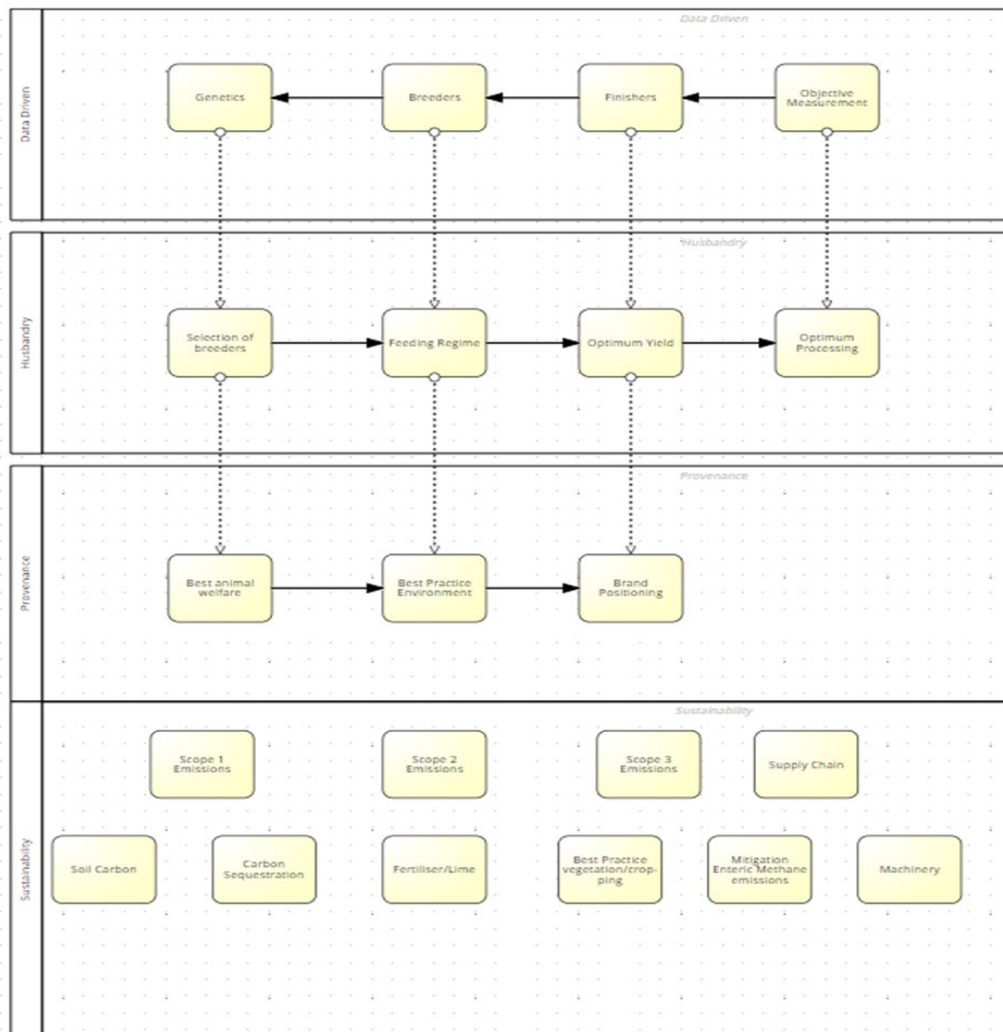 Data Driven
Data Driven
Genetics
Breeders
Finishers
Objective
Measurement
Husbandry
Husbandry
Selection of
breeders
Feeding Regime
Optimum Yield
Optimum
Processing
Provenance
Provenance
Best animal
welfare
Best Practice
Environment
Brand
Positioning
Sustainability
Sustainability
Scope 1
Emissions
Scope 2
Emissions
Scope 3
Emissions
Supply Chain
Soil Carbon
Carbon
Sequestration
Fertiliser/Lime
Best Practice
vegetation/crop-
ping
Mitigation
Enteric Methane
emissions
Machinery